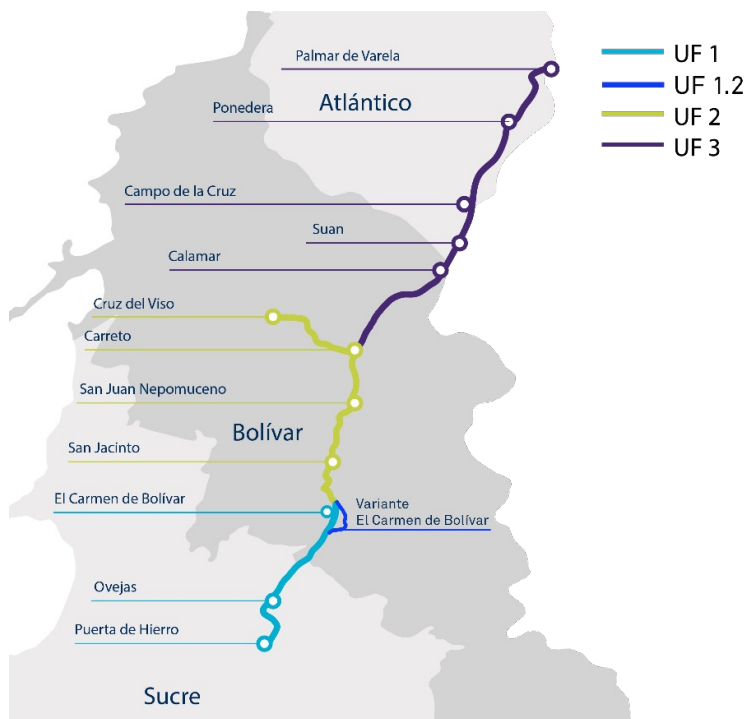 Palmar de Varela
Atlántico
Ponedera
Campo de la Cruz
Suan
Calamar
Cruz del Viso
Carreto
San Juan Nepomuceno
Bolívar
San Jacinto
El Carmen de Bolívar
Variante
El Carmen de Bolívar
Ovejas
Puerta de Hierro
Sucre
UF 1
UF 1.2
UF 2
UF 3